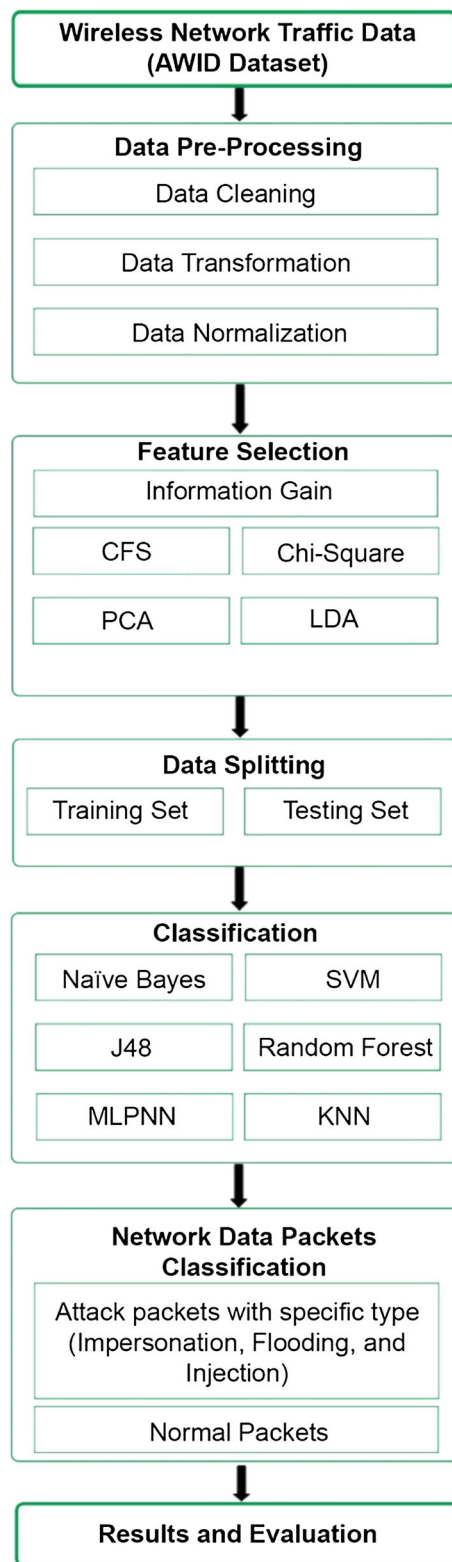 Wireless Network Traffic Data
(AWID Dataset)
Data Pre-Processing
Data Cleaning
Data Transformation
Data Normalization
Feature Selection
Information Gain
CFS
Chi-Square
PCA
LDA
Data Splitting
Training Set
Testing Set
Classification
Naïve Bayes
SVM
J48
Random Forest
MLPNN
KNN
Network Data Packets
Classification
Attack packets with specific type
(Impersonation, Flooding, and
Injection)
Normal Packets
Results and Evaluation